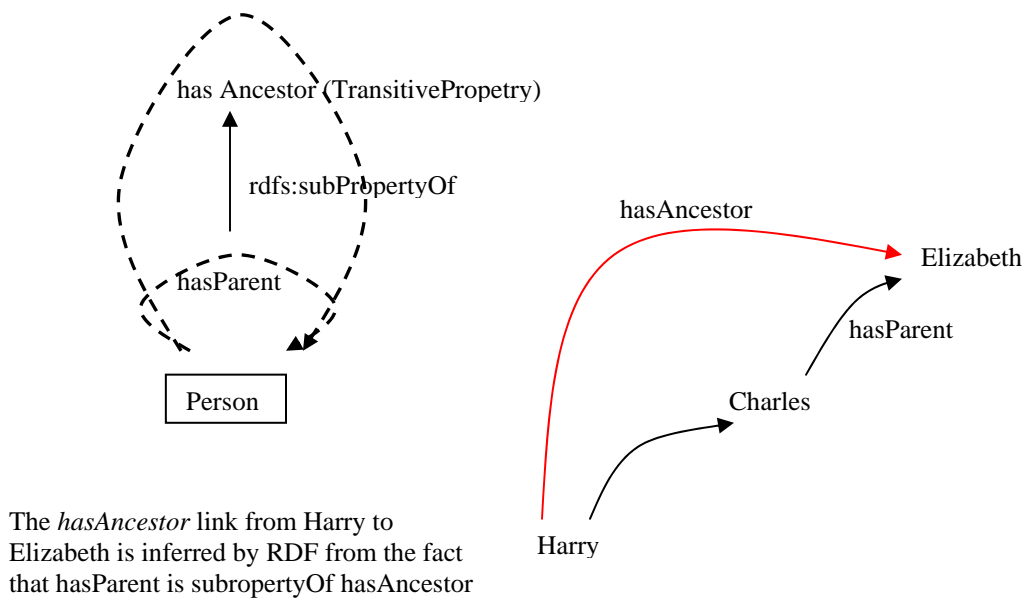 has Ancestor (TransitivePropetry)
rdfs:subPropertyOf
hasParent
Person
hasAncestor
Elizabeth
hasParent
Charles
Harry
The hasAncestor link from Harry to
Elizabeth is inferred by RDF from the fact
that hasParent is subropertyOf hasAncestor